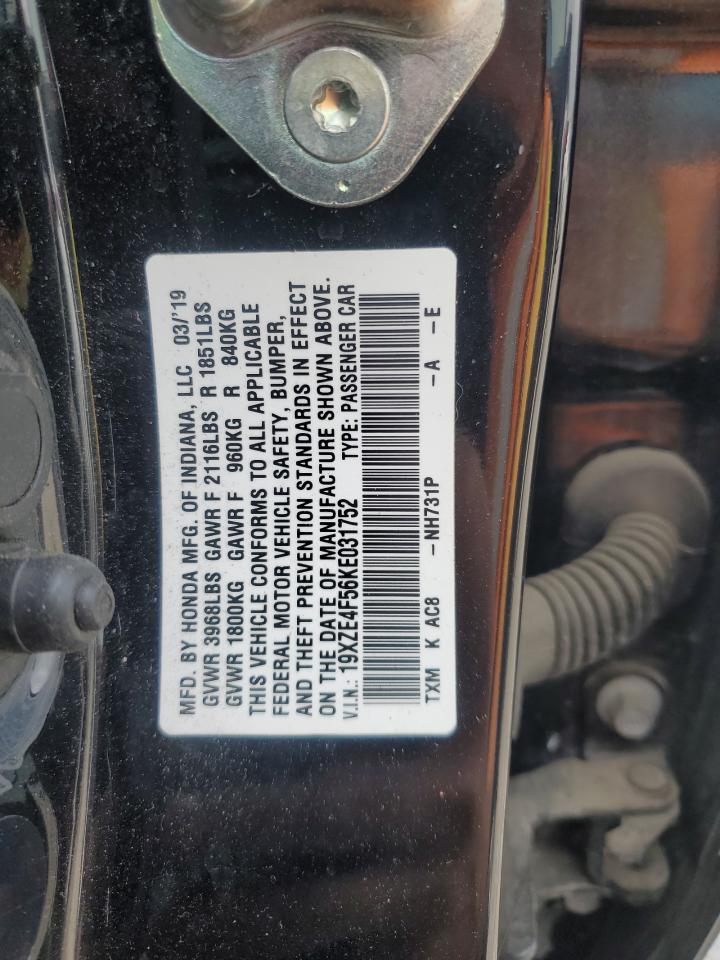 MFD. BY HONDA MFG. OF INDIANA, LLC 03/'19
GVWR 3968LBS GAWR F 2116LBS R 1851LBS
GVWR 1800KG GAWR F 960KG R 840KG
THIS VEHICLE CONFORMS TO ALL APPLICABLE
FEDERAL MOTOR VEHICLE SAFETY, BUMPER,
AND THEFT PREVENTION STANDARDS IN EFFECT
ON THE DATE OF MANUFACTURE SHOWN ABOVE.
V.I.N.: 19XZE4F56KE031752 TYPE: PASSENGER CAR
TXM K AC8 – NH731P – A – E